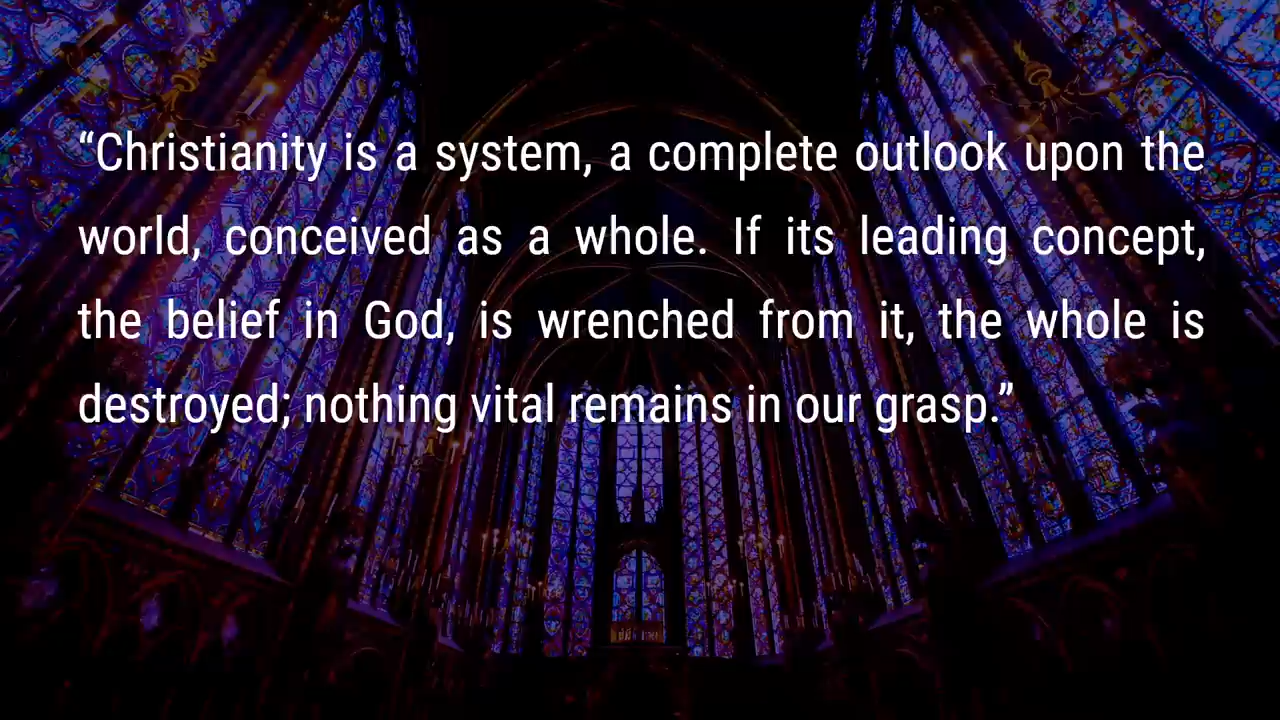 “Christianity is a system, a complete outlook upon the
world, conceived as a whole. If its leading concept,
the belief in God, is wrenched from it, the whole is
destroyed; nothing vital remains in our grasp.”